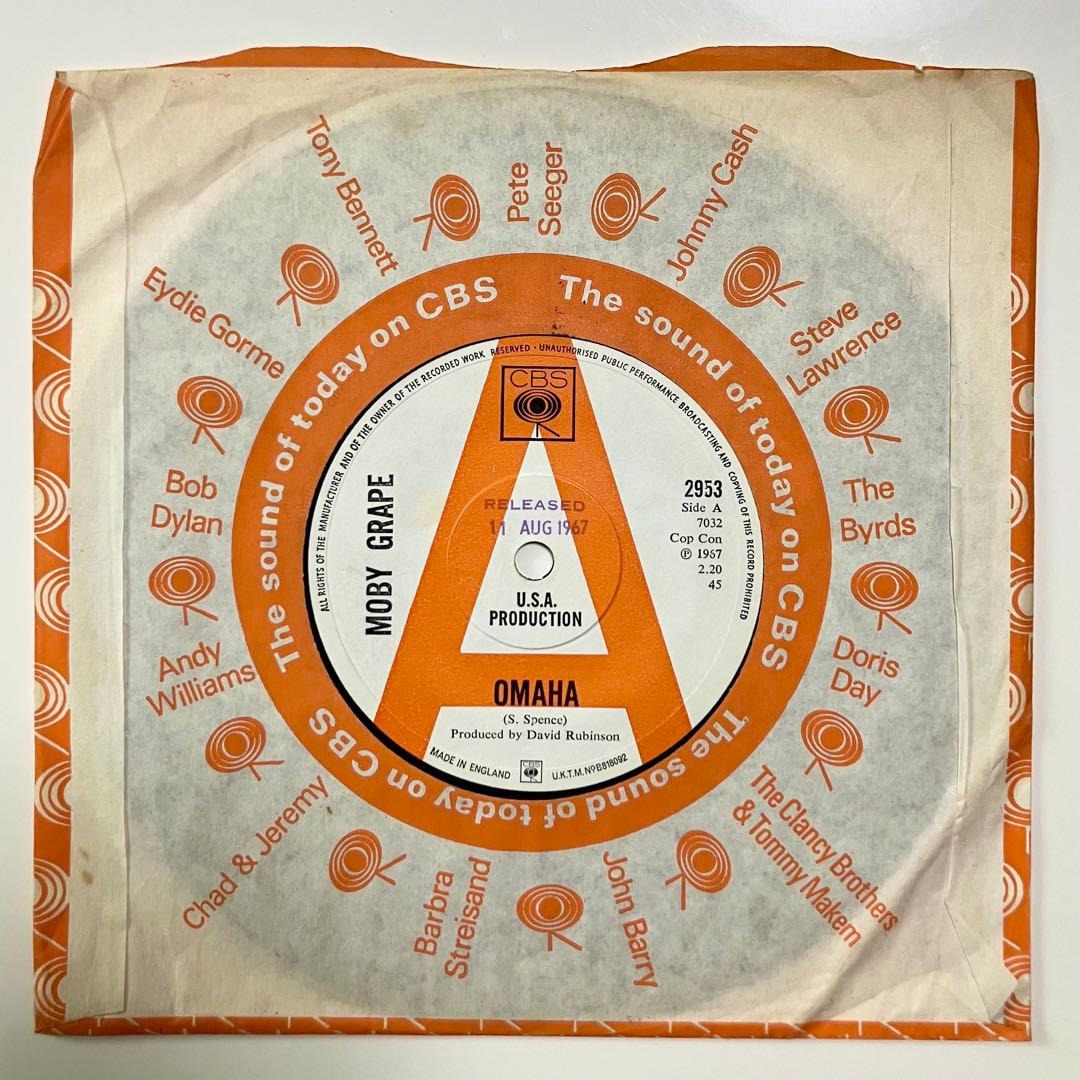 Tony Bennett
Pete
Seeger
Johnny Cash
Steve
Lawrence
The
Byrds
Doris
Day
The Clancy Brothers
& Tommy Makem
John Barry
Barbra
Streisand
Chad & Jeremy
Andy
Williams
Bob
Dylan
Eydie Gorme
The sound of today on CBS
The sound of today on CBS
The sound of today on CBS
ALL RIGHTS OF THE MANUFACTURER AND OF THE OWNER OF THE RECORDED WORK RESERVED · UNAUTHORISED PUBLIC PERFORMANCE BROADCASTING AND COPYING OF THIS RECORD PROHIBITED
CBS
A
MOBY GRAPE
RELEASED
11 AUG 1967
2953
Side A
7032
Cop Con
℗ 1967
2.20
45
U.S.A.
PRODUCTION
OMAHA
(S. Spence)
Produced by David Rubinson
MADE IN ENGLAND
CBS
U.K.T.M.NºB818092